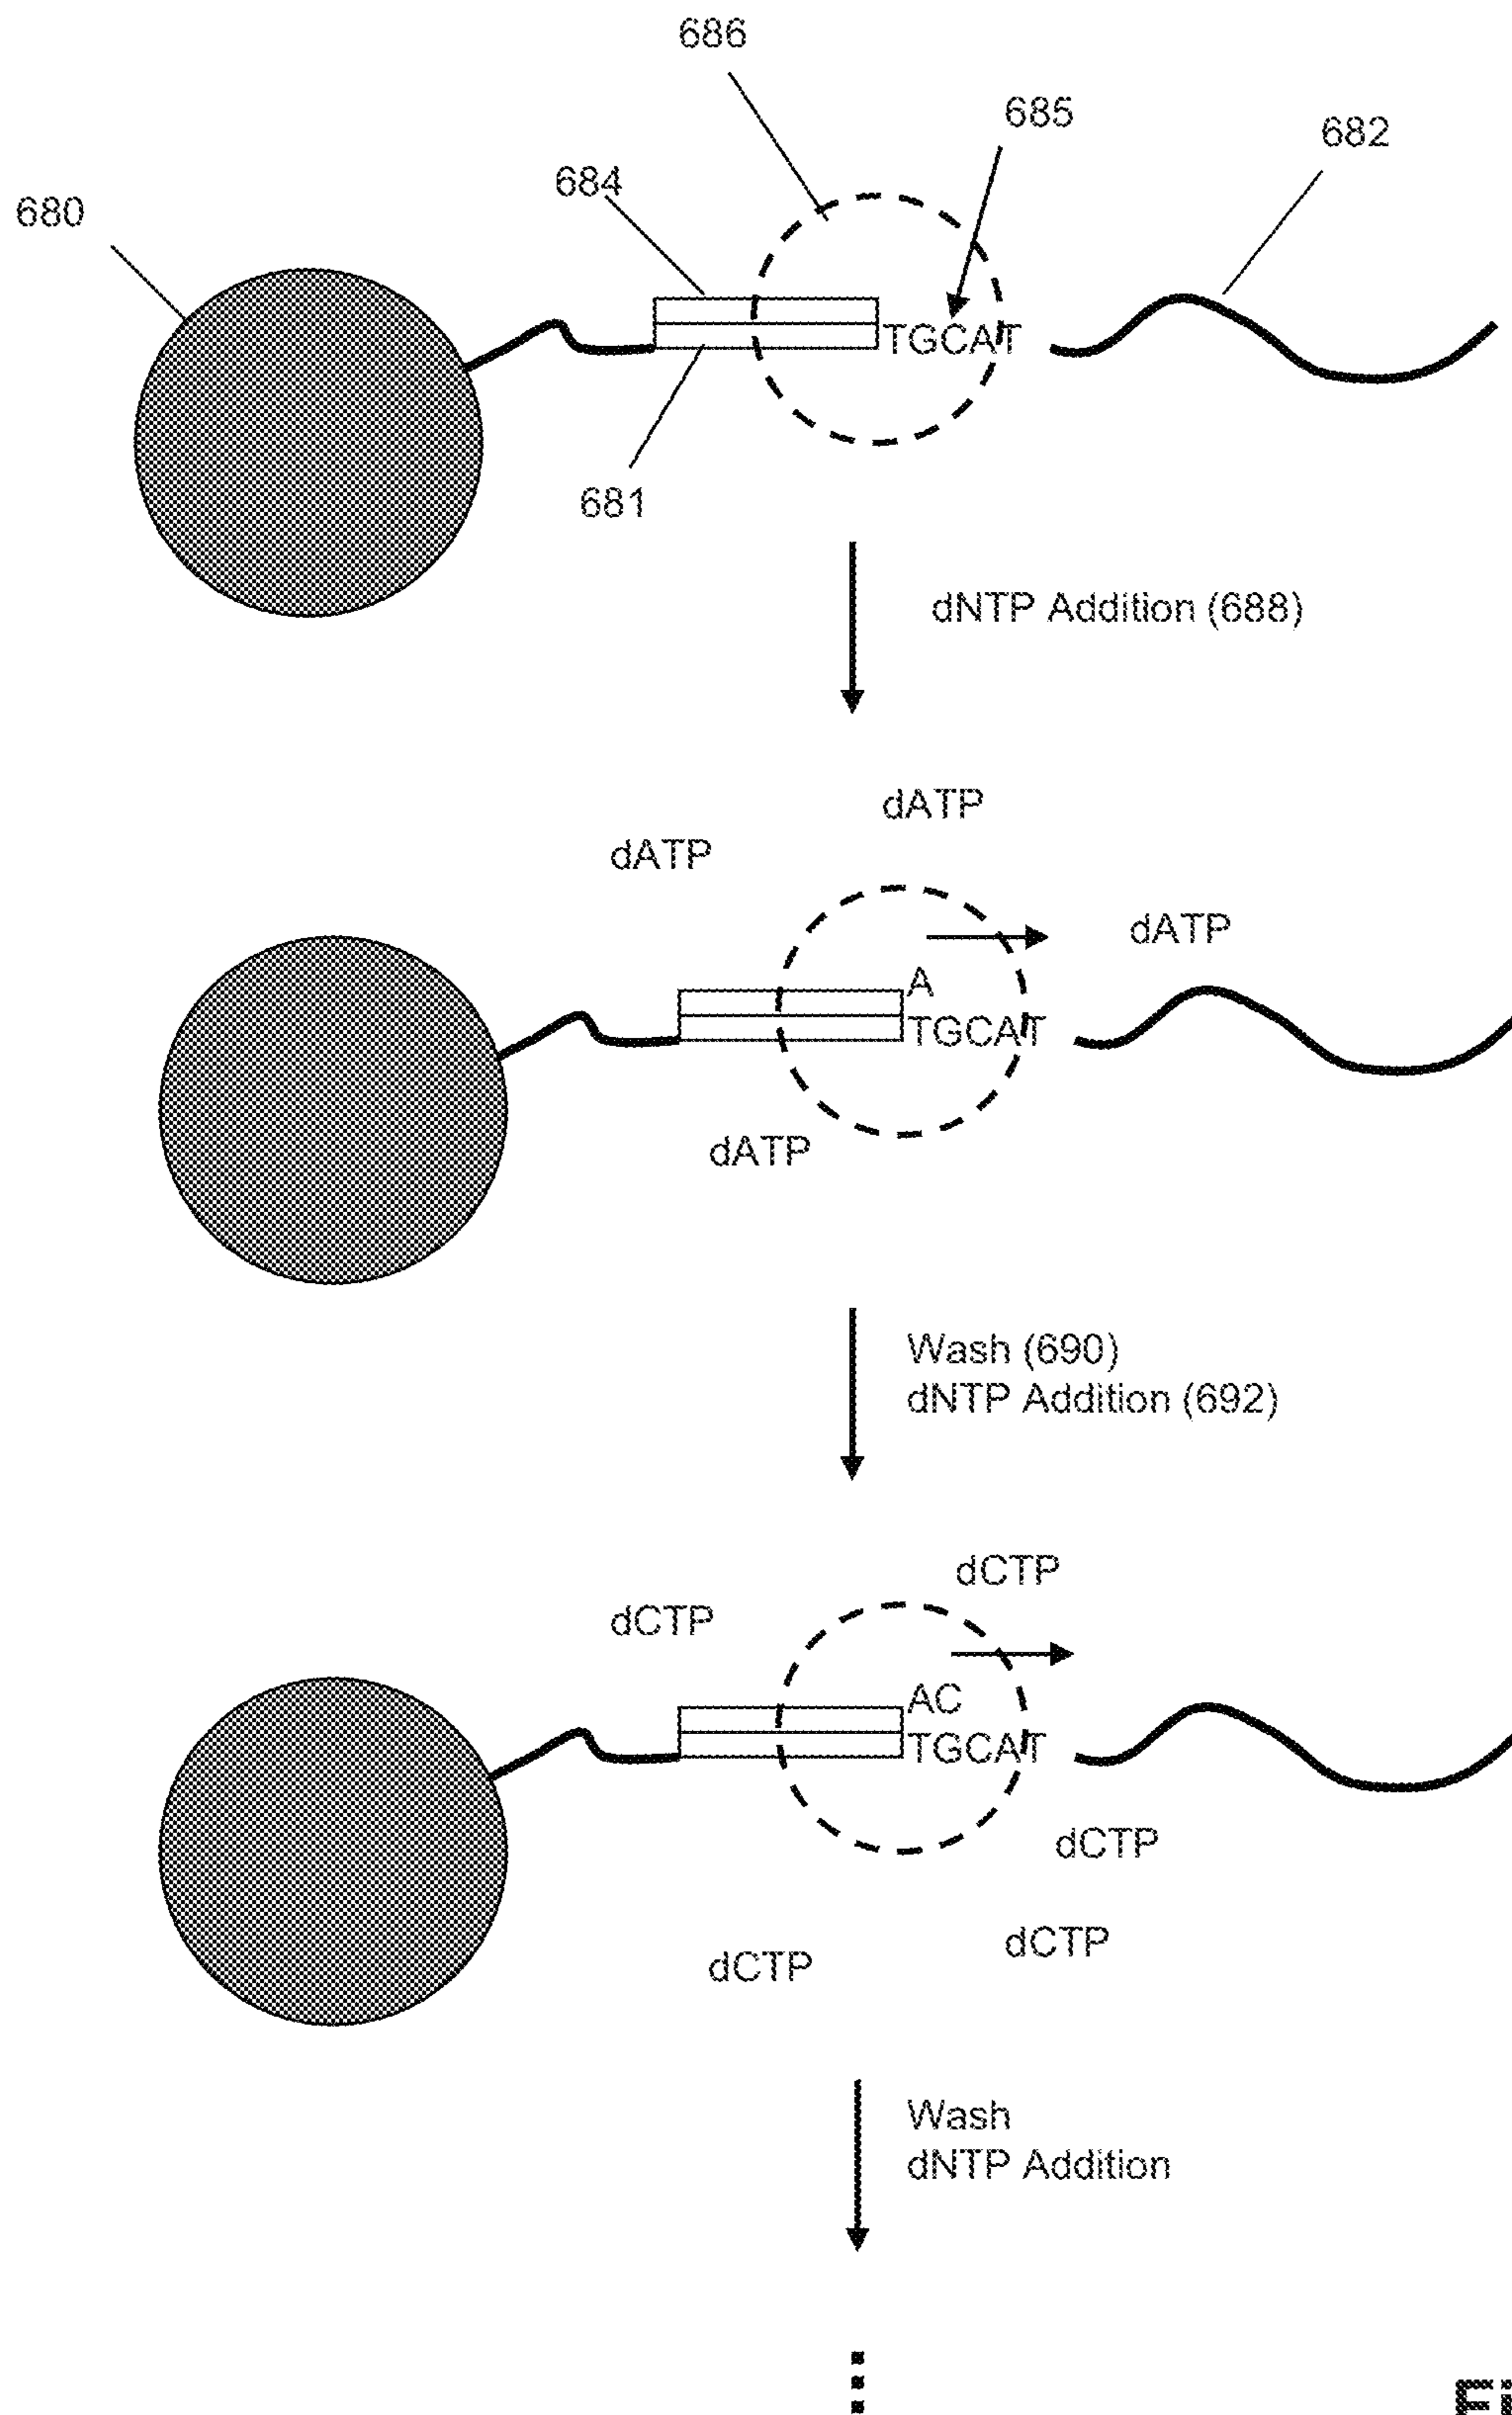 686
685
682
684
680
TGCAT
681
dNTP Addition (688)
dATP
dATP
dATP
A
TGCAT
dATP
Wash (690)
dNTP Addition (692)
dCTP
dCTP
AC
TGCAT
dCTP
dCTP
dCTP
Wash
dNTP Addition